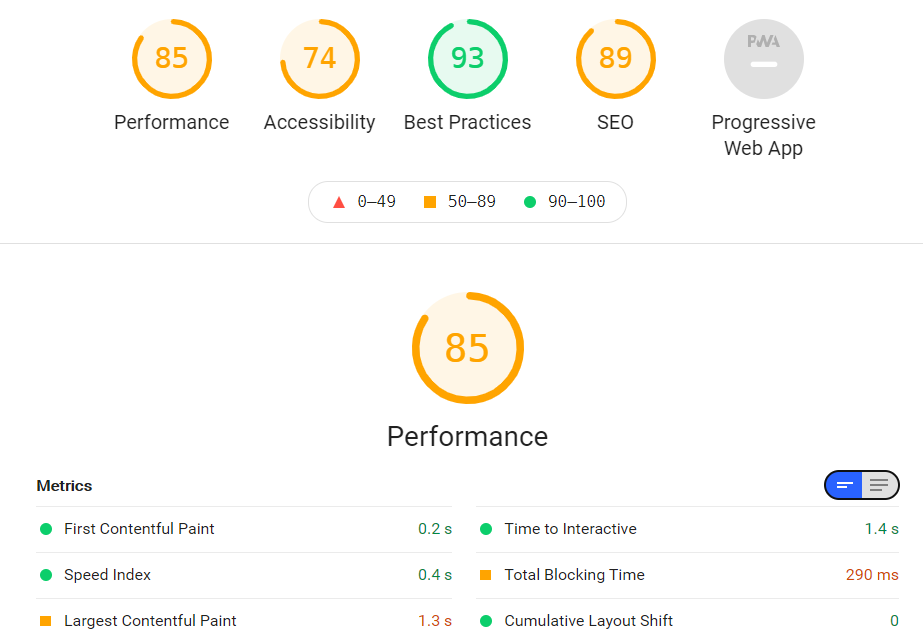 85 74 93 89 PWA
Performance Accessibility Best Practices SEO Progressive
Web App
0–49 50–89 90–100
85
Performance
Metrics
First Contentful Paint 0.2 s
Time to Interactive 1.4 s
Speed Index 0.4 s
Total Blocking Time 290 ms
Largest Contentful Paint 1.3 s
Cumulative Layout Shift 0